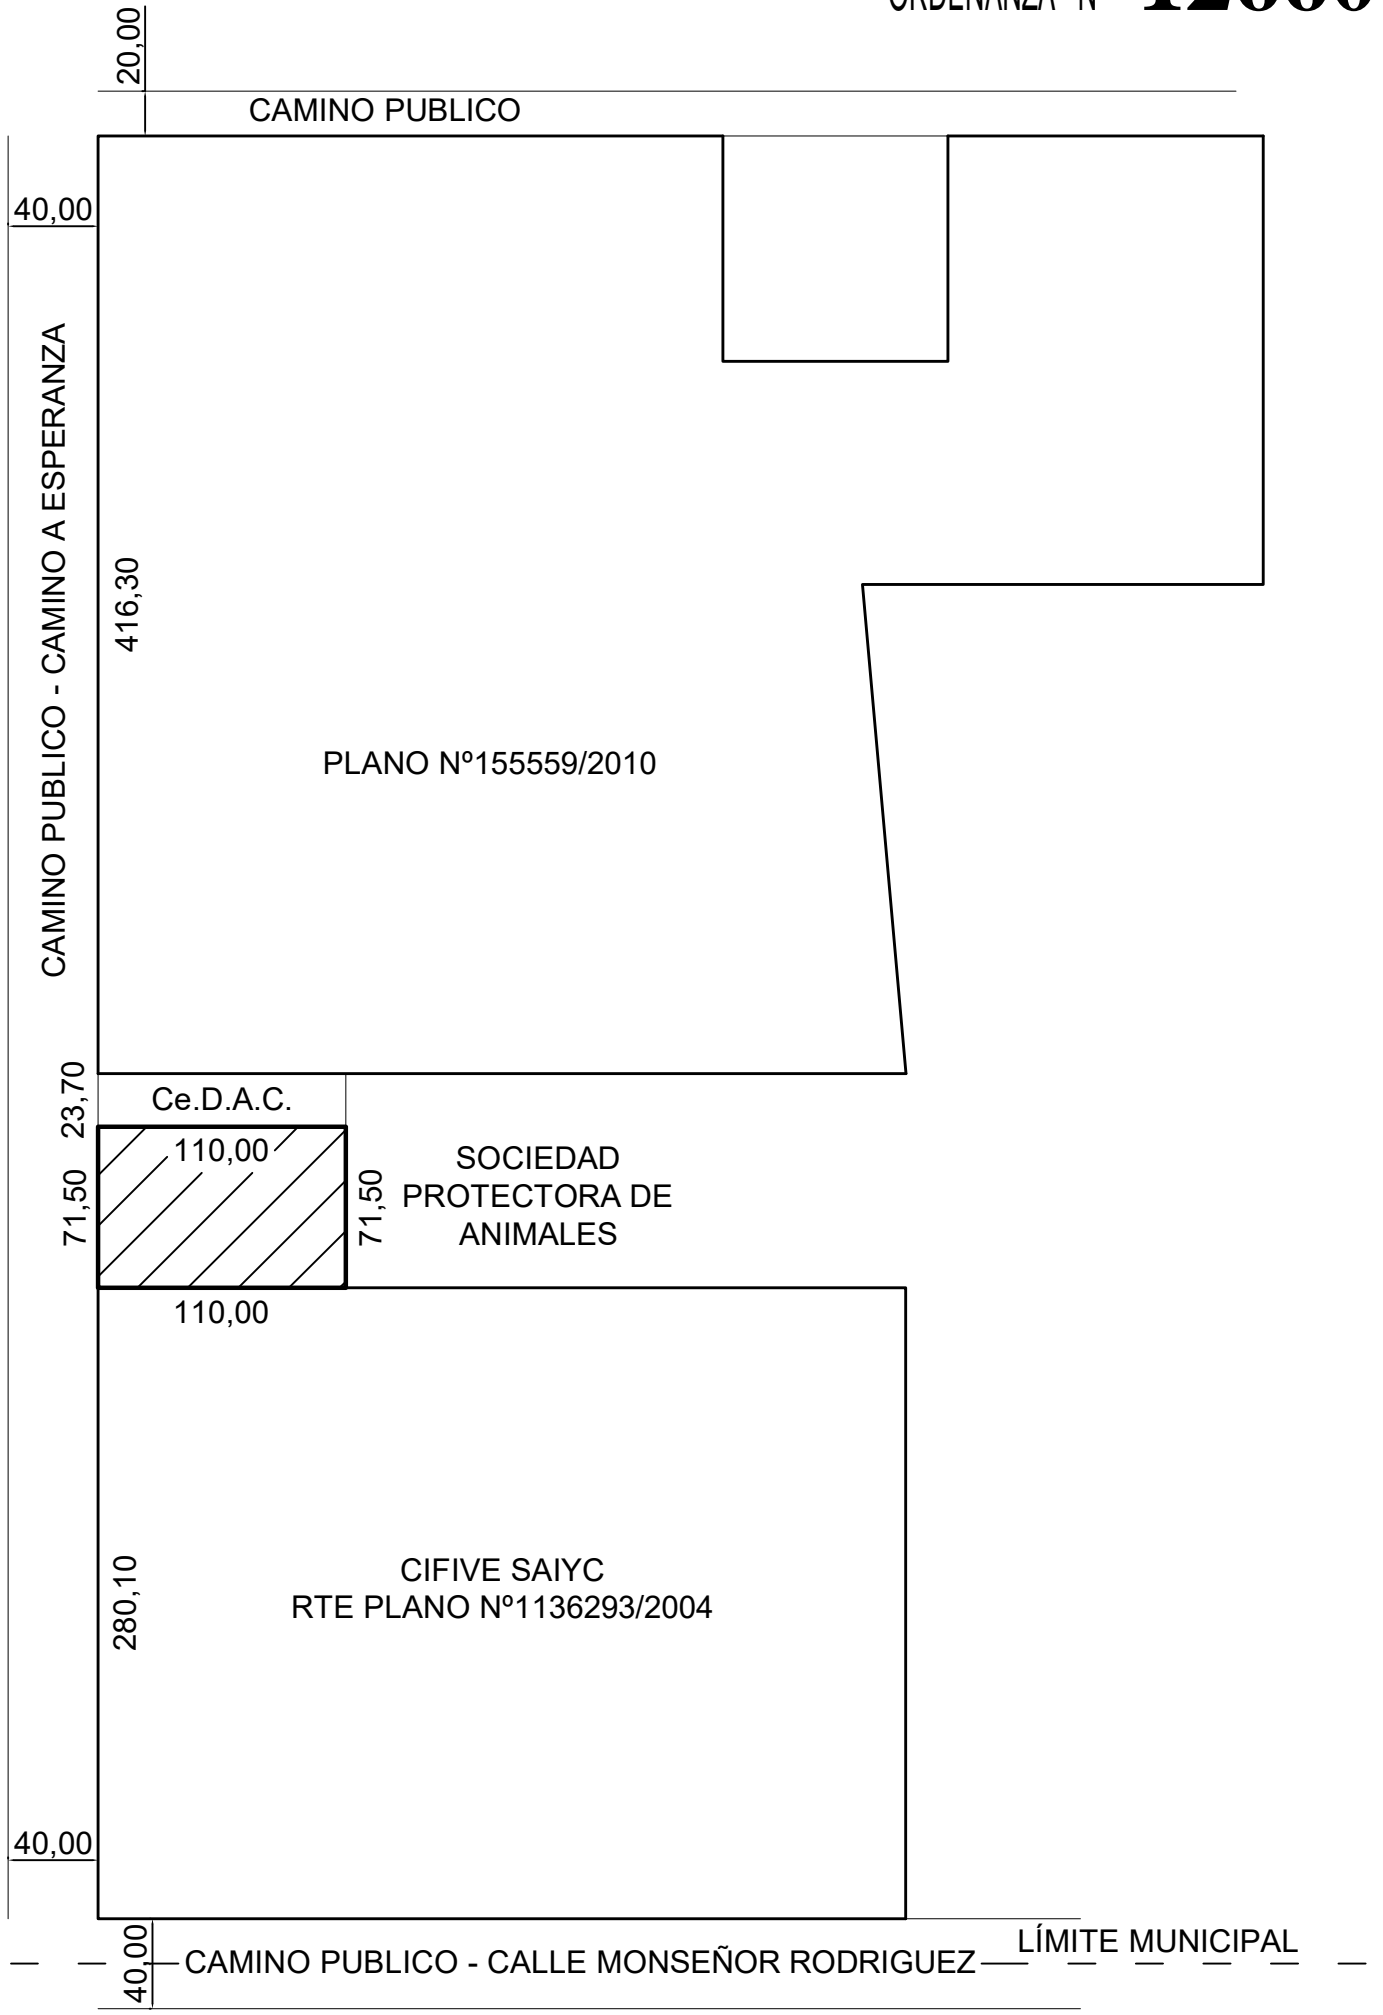 ORDENANZA N
20,00
CAMINO PUBLICO
40,00
CAMINO PUBLICO - CAMINO A ESPERANZA
416,30
PLANO Nº155559/2010
23,70
Ce.D.A.C.
110,00
71,50
71,50
SOCIEDAD
PROTECTORA DE
ANIMALES
110,00
280,10
CIFIVE SAIYC
RTE PLANO Nº1136293/2004
40,00
40,00
CAMINO PUBLICO - CALLE MONSEÑOR RODRIGUEZ
LÍMITE MUNICIPAL